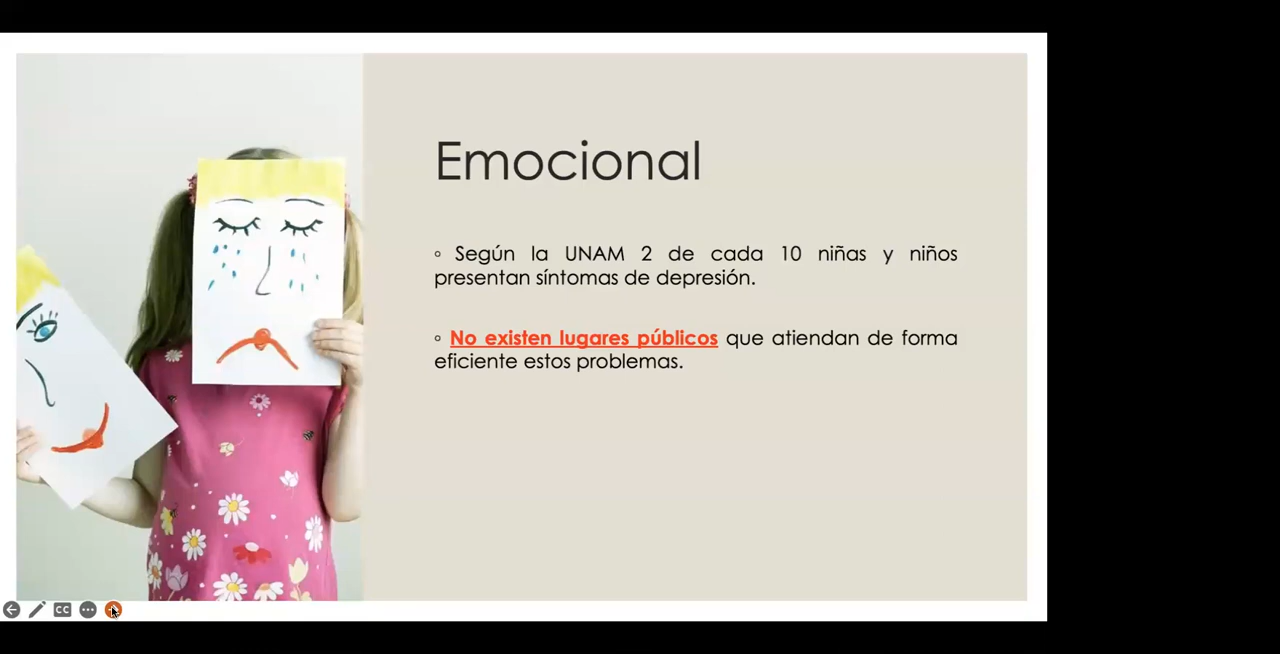 Emocional
◦ Según la UNAM 2 de cada 10 niñas y niños
presentan síntomas de depresión.
◦ No existen lugares públicos que atiendan de forma
eficiente estos problemas.
CC